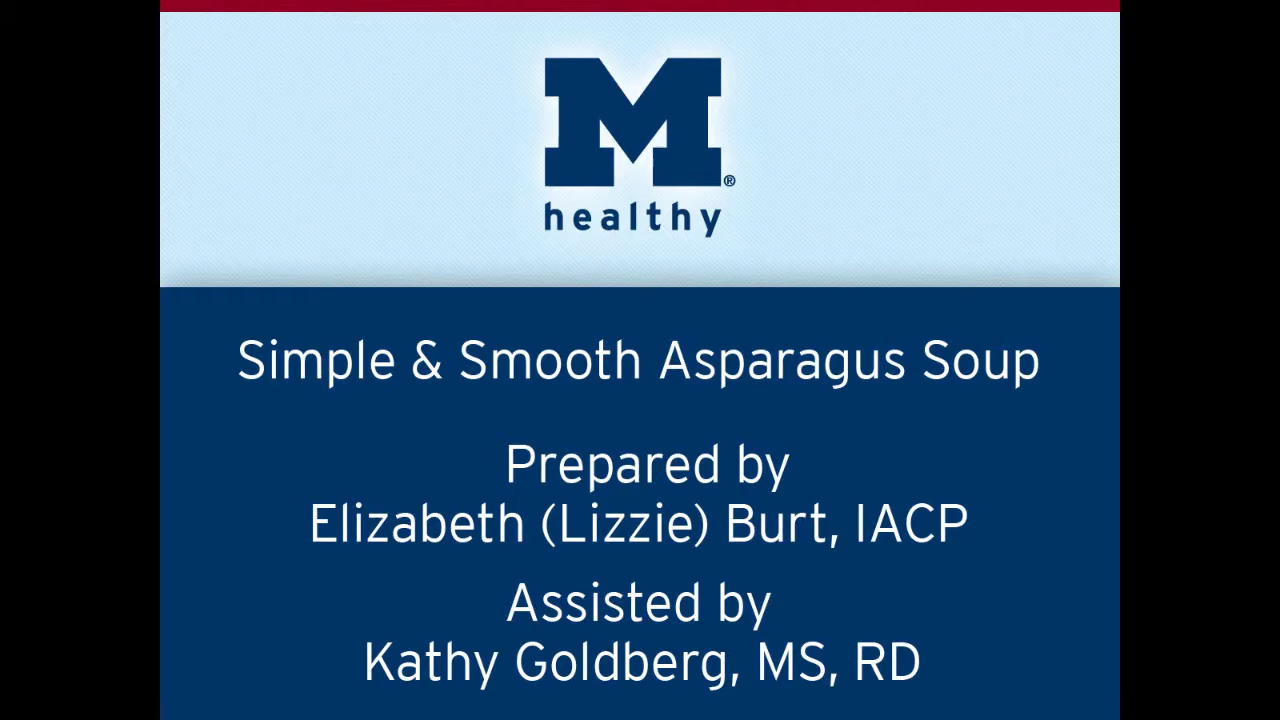 M®
healthy
Simple & Smooth Asparagus Soup
Prepared by
Elizabeth (Lizzie) Burt, IACP
Assisted by
Kathy Goldberg, MS, RD